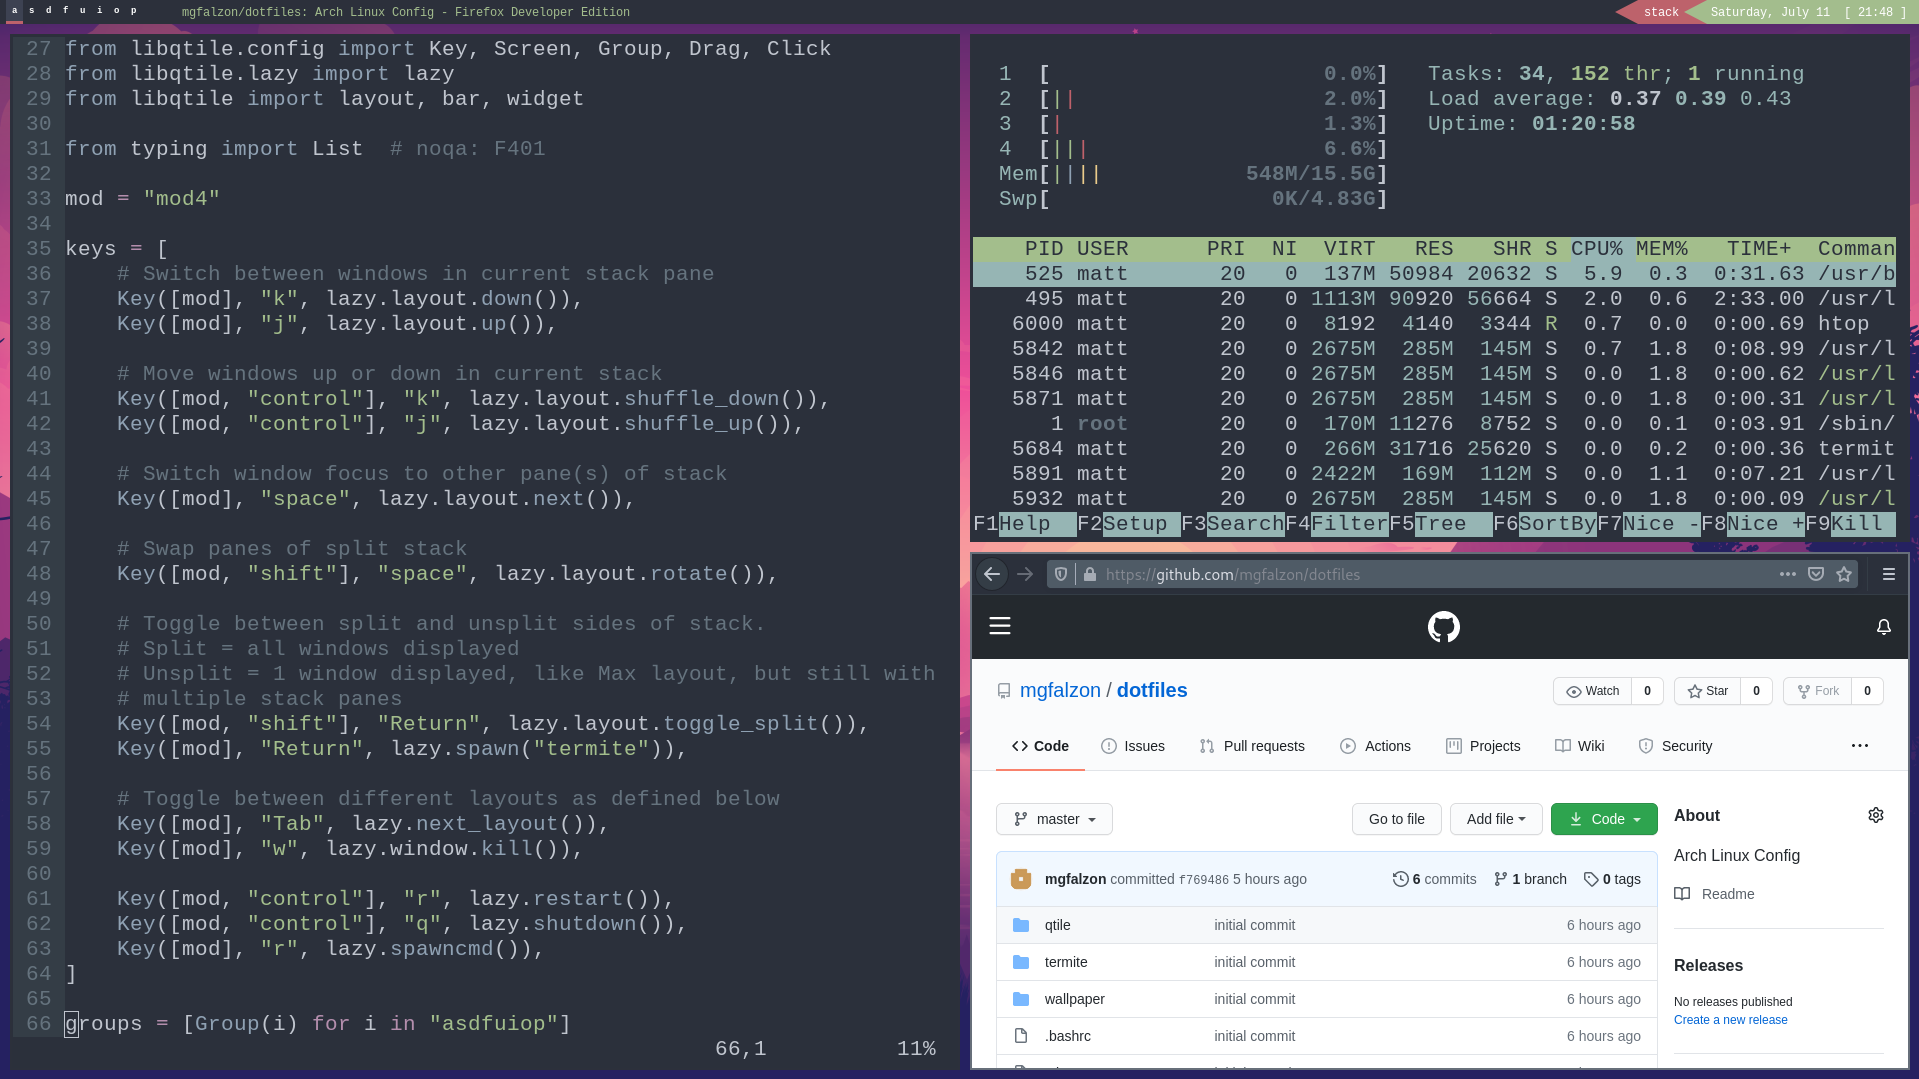 a s d f u i o p mgfalzon/dotfiles: Arch Linux Config - Firefox Developer Edition stack Saturday, July 11 [ 21:48 ]
27 from libqtile.config import Key, Screen, Group, Drag, Click
28 from libqtile.lazy import lazy
29 from libqtile import layout, bar, widget
30
31 from typing import List  # noqa: F401
32
33 mod = "mod4"
34
35 keys = [
36     # Switch between windows in current stack pane
37     Key([mod], "k", lazy.layout.down()),
38     Key([mod], "j", lazy.layout.up()),
39
40     # Move windows up or down in current stack
41     Key([mod, "control"], "k", lazy.layout.shuffle_down()),
42     Key([mod, "control"], "j", lazy.layout.shuffle_up()),
43
44     # Switch window focus to other pane(s) of stack
45     Key([mod], "space", lazy.layout.next()),
46
47     # Swap panes of split stack
48     Key([mod, "shift"], "space", lazy.layout.rotate()),
49
50     # Toggle between split and unsplit sides of stack.
51     # Split = all windows displayed
52     # Unsplit = 1 window displayed, like Max layout, but still with
53     # multiple stack panes
54     Key([mod, "shift"], "Return", lazy.layout.toggle_split()),
55     Key([mod], "Return", lazy.spawn("termite")),
56
57     # Toggle between different layouts as defined below
58     Key([mod], "Tab", lazy.next_layout()),
59     Key([mod], "w", lazy.window.kill()),
60
61     Key([mod, "control"], "r", lazy.restart()),
62     Key([mod, "control"], "q", lazy.shutdown()),
63     Key([mod], "r", lazy.spawncmd()),
64 ]
65
66 groups = [Group(i) for i in "asdfuiop"]
66,1 11%
1 [ 0.0%] Tasks: 34, 152 thr; 1 running
2 [|| 2.0%] Load average: 0.37 0.39 0.43
3 [| 1.3%] Uptime: 01:20:58
4 [||| 6.6%]
Mem[|||| 548M/15.5G]
Swp[ 0K/4.83G]
PID USER PRI NI VIRT RES SHR S CPU% MEM% TIME+ Comman
525 matt 20 0 137M 50984 20632 S 5.9 0.3 0:31.63 /usr/b
495 matt 20 0 1113M 90920 56664 S 2.0 0.6 2:33.00 /usr/l
6000 matt 20 0 8192 4140 3344 R 0.7 0.0 0:00.69 htop
5842 matt 20 0 2675M 285M 145M S 0.7 1.8 0:08.99 /usr/l
5846 matt 20 0 2675M 285M 145M S 0.0 1.8 0:00.62 /usr/l
5871 matt 20 0 2675M 285M 145M S 0.0 1.8 0:00.31 /usr/l
1 root 20 0 170M 11276 8752 S 0.0 0.1 0:03.91 /sbin/
5684 matt 20 0 266M 31716 25620 S 0.0 0.2 0:00.36 termit
5891 matt 20 0 2422M 169M 112M S 0.0 1.1 0:07.21 /usr/l
5932 matt 20 0 2675M 285M 145M S 0.0 1.8 0:00.09 /usr/l
F1Help F2Setup F3SearchF4FilterF5Tree F6SortByF7Nice -F8Nice +F9Kill
https://github.com/mgfalzon/dotfiles
mgfalzon / dotfiles Watch 0 Star 0 Fork 0
Code Issues Pull requests Actions Projects Wiki Security
master Go to file Add file Code
mgfalzon committed f769486 5 hours ago 6 commits 1 branch 0 tags
qtile initial commit 6 hours ago
termite initial commit 6 hours ago
wallpaper initial commit 6 hours ago
.bashrc initial commit 6 hours ago
About
Arch Linux Config
Readme
Releases
No releases published
Create a new release